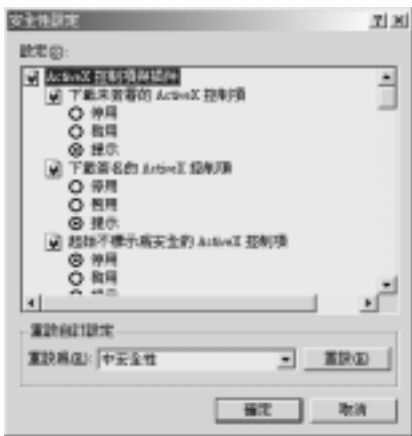 安全性設定
設定(S):
ActiveX 控制項與插件
下載未簽署的 ActiveX 控制項
停用
啟用
提示
下載簽名的 ActiveX 控制項
停用
啟用
提示
起始不標示為安全的 ActiveX 控制項
停用
啟用
重設自訂設定
重設為(R): 中安全性
重設(E)
確定
取消